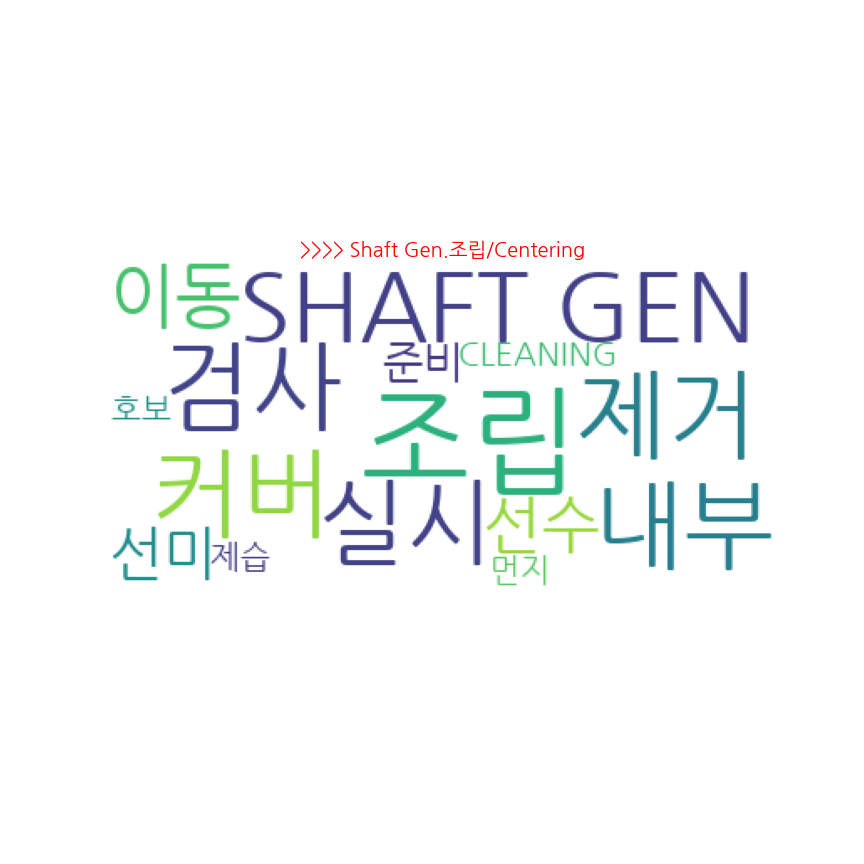 >>>> Shaft Gen.조립/Centering
이동
SHAFT GEN
검사
준비
CLEANING
호보
조립
제거
커버
실시
선수
내부
선미
제습
먼지